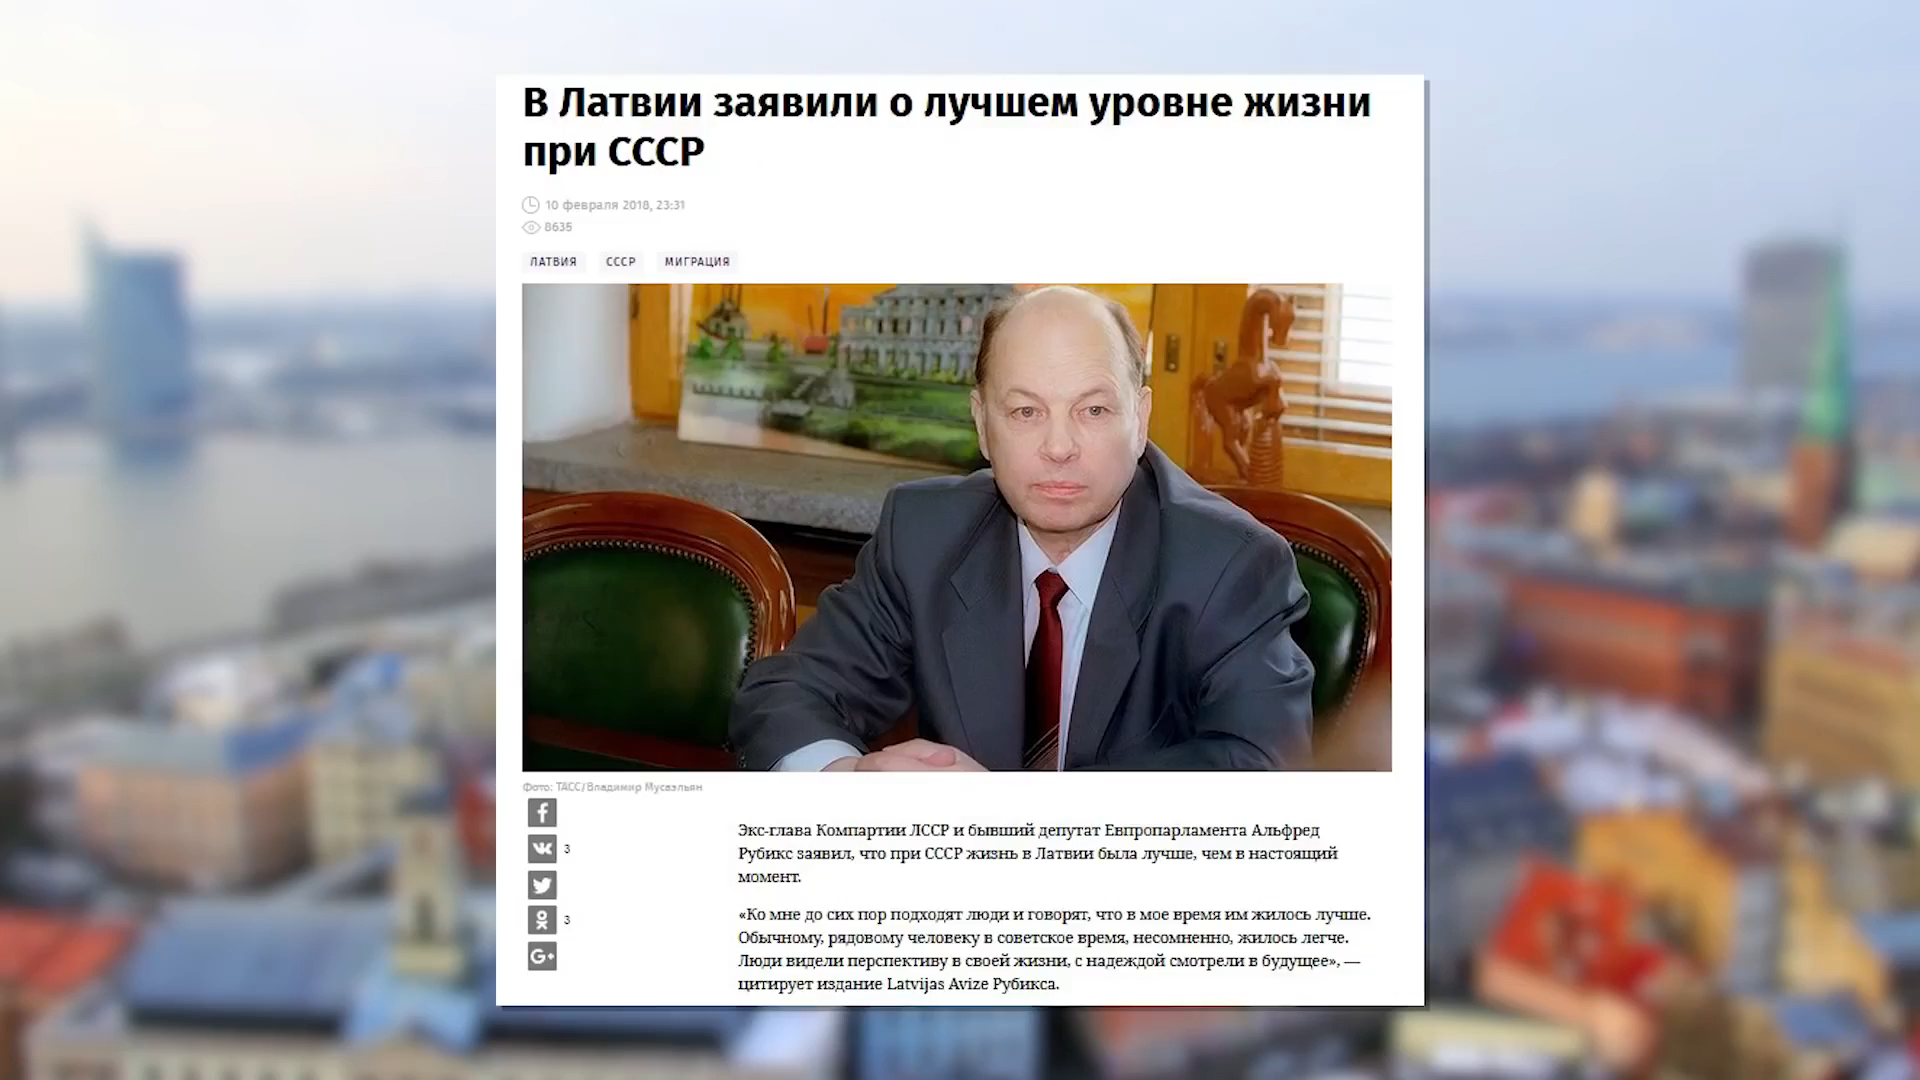 В Латвии заявили о лучшем уровне жизни
при СССР
10 февраля 2018, 23:31
8635
ЛАТВИЯ СССР МИГРАЦИЯ
Фото: ТАСС/Владимир Мусаэльян
3
3
G+
Экс-глава Компартии ЛССР и бывший депутат Евпропарламента Альфред
Рубикс заявил, что при СССР жизнь в Латвии была лучше, чем в настоящий
момент.
«Ко мне до сих пор подходят люди и говорят, что в мое время им жилось лучше.
Обычному, рядовому человеку в советское время, несомненно, жилось легче.
Люди видели перспективу в своей жизни, с надеждой смотрели в будущее», —
цитирует издание Latvijas Avize Рубикса.